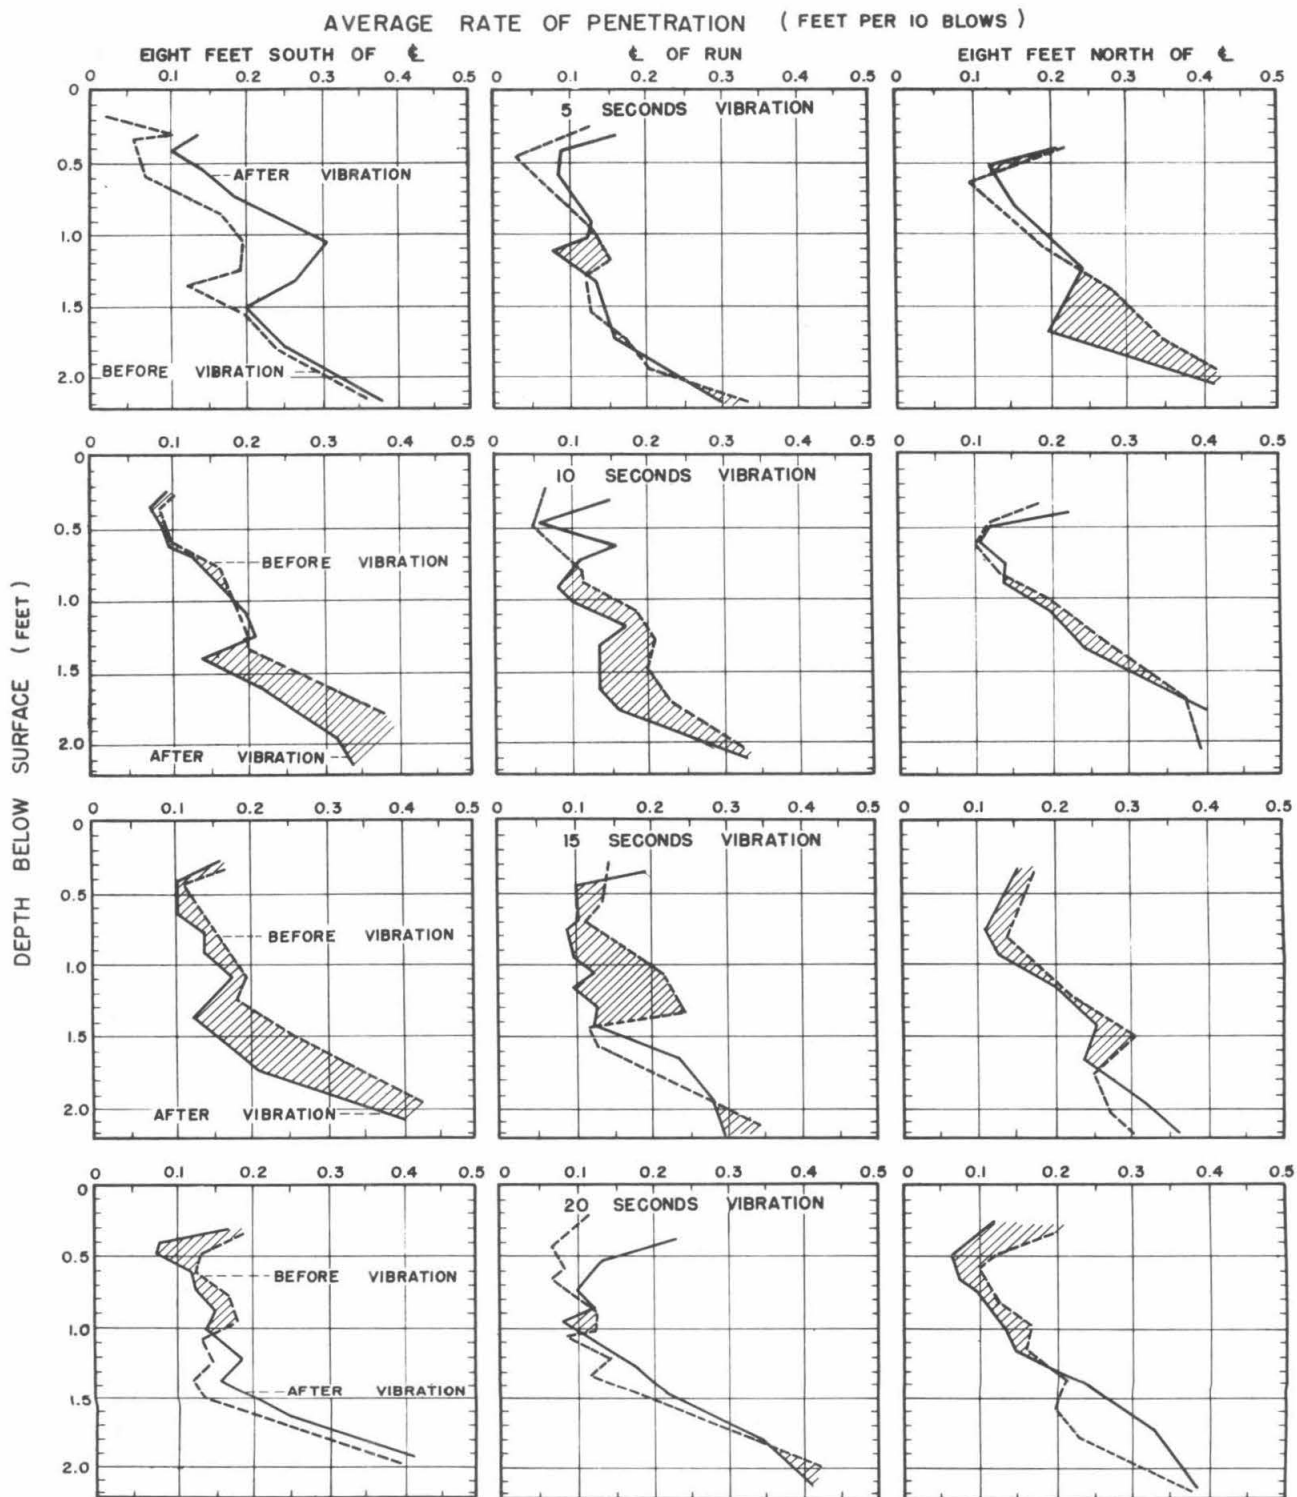 AVERAGE RATE OF PENETRATION ( FEET PER 10 BLOWS )
EIGHT FEET SOUTH OF ℄
℄ OF RUN
EIGHT FEET NORTH OF ℄
0 0.1 0.2 0.3 0.4 0.5
0 0.1 0.2 0.3 0.4 0.5
0 0.1 0.2 0.3 0.4 0.5
0
0.5
1.0
1.5
2.0
AFTER VIBRATION
BEFORE VIBRATION
5 SECONDS VIBRATION
0 0.1 0.2 0.3 0.4 0.5
0 0.1 0.2 0.3 0.4 0.5
0 0.1 0.2 0.3 0.4 0.5
0
0.5
1.0
1.5
2.0
BEFORE VIBRATION
AFTER VIBRATION
10 SECONDS VIBRATION
DEPTH BELOW SURFACE ( FEET )
0 0.1 0.2 0.3 0.4 0.5
0 0.1 0.2 0.3 0.4 0.5
0 0.1 0.2 0.3 0.4 0.5
0
0.5
1.0
1.5
2.0
BEFORE VIBRATION
AFTER VIBRATION
15 SECONDS VIBRATION
0 0.1 0.2 0.3 0.4 0.5
0 0.1 0.2 0.3 0.4 0.5
0 0.1 0.2 0.3 0.4 0.5
0
0.5
1.0
1.5
2.0
BEFORE VIBRATION
AFTER VIBRATION
20 SECONDS VIBRATION